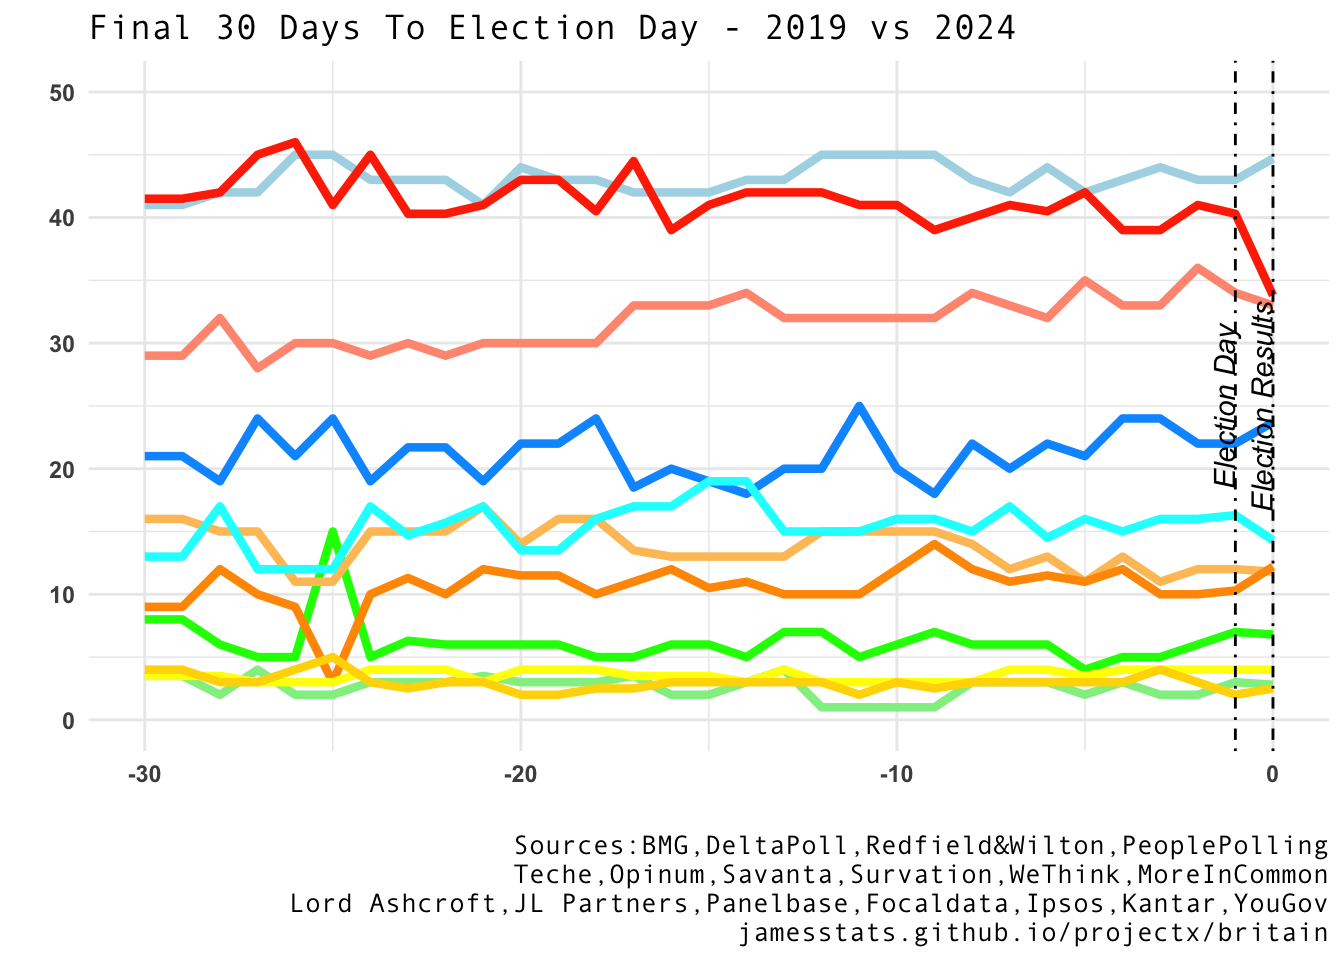 Final 30 Days To Election Day - 2019 vs 2024
50
40
30
20
10
0
Election Day
Election Results
-30
-20
-10
0
Sources:BMG,DeltaPoll,Redfield&Wilton,PeoplePolling
Teche,Opinum,Savanta,Survation,WeThink,MoreInCommon
Lord Ashcroft,JL Partners,Panelbase,Focaldata,Ipsos,Kantar,YouGov
jamesstats.github.io/projectx/britain